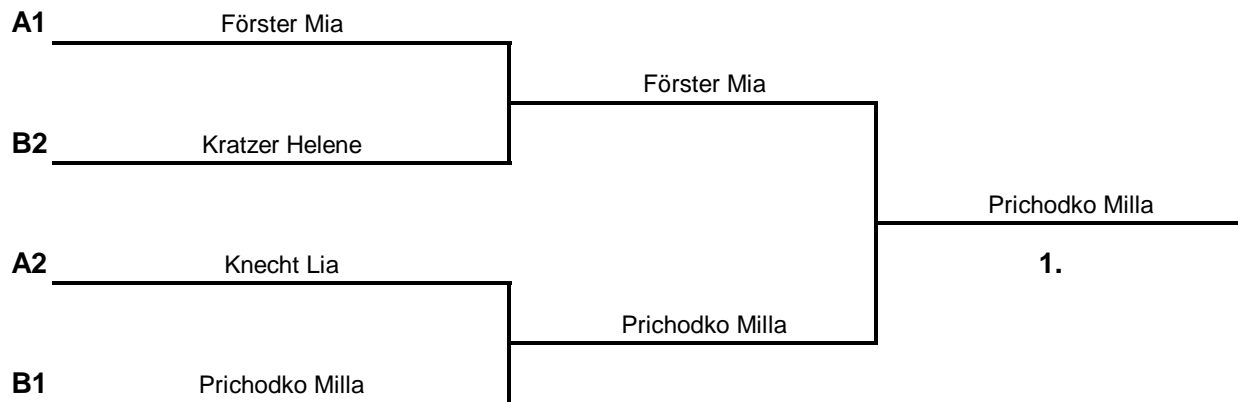 A1 Förster Mia
Förster Mia
B2 Kratzer Helene
Prichodko Milla
A2 Knecht Lia
1.
Prichodko Milla
B1 Prichodko Milla